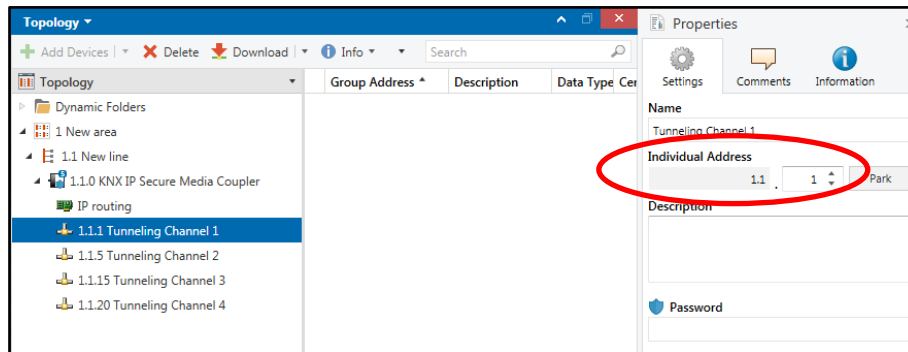 Topology
Add Devices Delete Download Info Search
Topology
Group Address Description Data Type Cer
Dynamic Folders
1 New area
1.1 New line
1.1.0 KNX IP Secure Media Coupler
IP routing
1.1.1 Tunneling Channel 1
1.1.5 Tunneling Channel 2
1.1.15 Tunneling Channel 3
1.1.20 Tunneling Channel 4
Properties
Settings Comments Information
Name
Tunneling Channel 1
Individual Address
1.1 . 1 Park
Description
Password